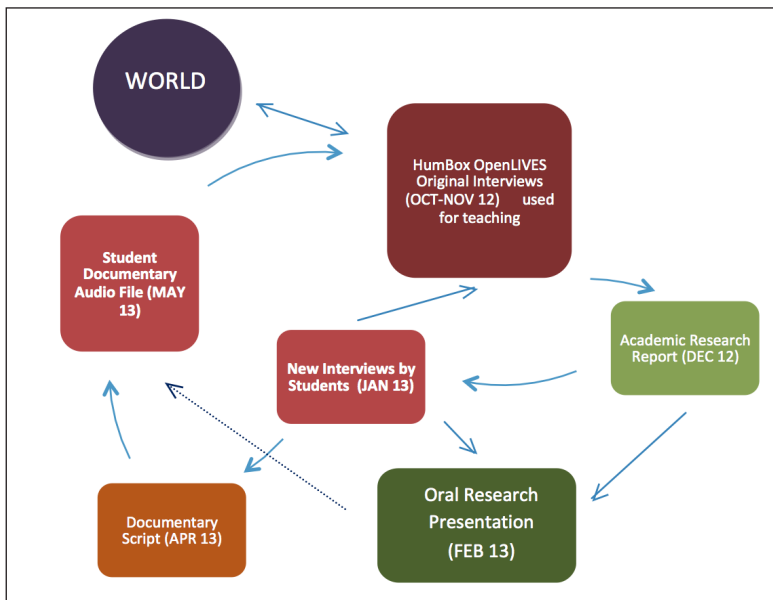 WORLD
HumBox OpenLIVES
Original Interviews
(OCT-NOV 12) used
for teaching
Student
Documentary
Audio File (MAY
13)
Academic Research
Report (DEC 12)
New Interviews by
Students (JAN 13)
Oral Research
Presentation
(FEB 13)
Documentary
Script (APR 13)